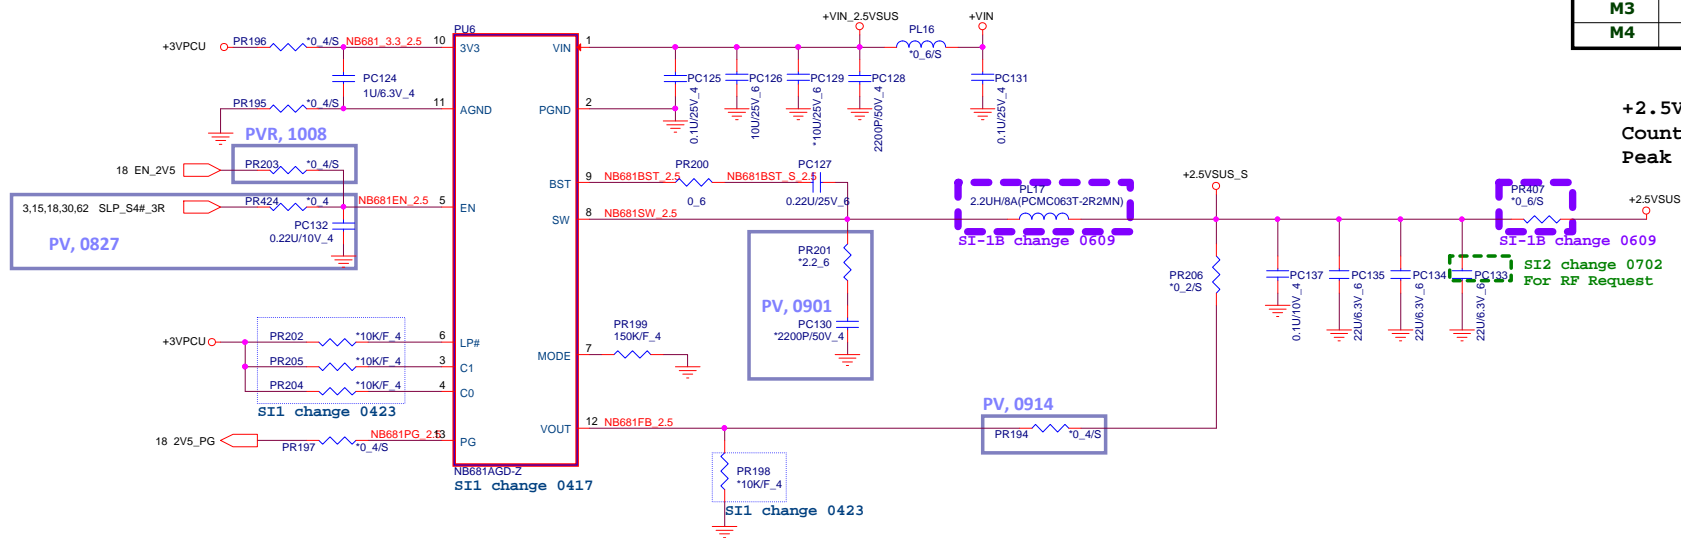 M3
M4
+2.5V
Count
Peak
+VIN_2.5VSUS
+VIN
PU6
PL16
*0_6/S
+3VPCU
PR196
*0_4/S
NB681_3.3_2.5
10
3V3
VIN
1
PC124
1U/6.3V_4
PC125
0.1U/25V_4
PC126
10U/25V_6
PC129
*10U/25V_6
PC128
2200P/50V_4
PC131
0.1U/25V_4
PR195
*0_4/S
11
AGND
PGND
2
PVR, 1008
18 EN_2V5
PR203
*0_4/S
3,15,18,30,62 SLP_S4#_3R
PR424
*0_4
NB681EN_2.5
5
EN
PC132
0.22U/10V_4
PV, 0827
BST
9
NB681BST_2.5
PR200
0_6
NB681BST_S_2.5
PC127
0.22U/25V_6
SW
8
NB681SW_2.5
PL17
2.2UH/8A(PCMC063T-2R2MN)
SI-1B change 0609
+2.5VSUS_S
PR407
*0_6/S
+2.5VSUS
SI-1B change 0609
SI2 change 0702
For RF Request
PR201
*2.2_6
PV, 0901
PC130
*2200P/50V_4
PR206
*0_2/S
PC137
0.1U/10V_4
PC135
22U/6.3V_6
PC134
22U/6.3V_6
PC133
22U/6.3V_6
+3VPCU
PR202
*10K/F_4
6
LP#
PR205
*10K/F_4
3
C1
PR204
*10K/F_4
4
C0
SI1 change 0423
MODE
7
PR199
150K/F_4
18 2V5_PG
PR197
*0_4/S
NB681PG_2.5
13
PG
VOUT
12
NB681FB_2.5
PV, 0914
PR194
*0_4/S
NB681AGD-Z
SI1 change 0417
PR198
*10K/F_4
SI1 change 0423